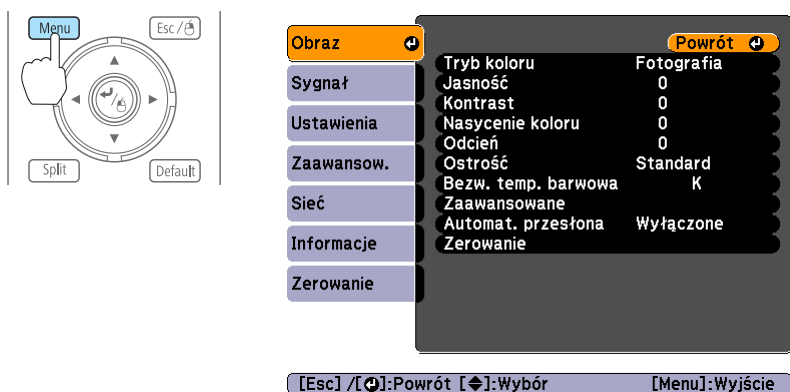 Menu
Esc /
Split
Default
Obraz
Sygnał
Ustawienia
Zaawansow.
Sieć
Informacje
Zerowanie
Powrót
Tryb koloru Fotografia
Jasność 0
Kontrast 0
Nasycenie koloru 0
Odcień 0
Ostrość Standard
Bezw. temp. barwowa K
Zaawansowane
Automat. przesłona Wyłączone
Zerowanie
[Esc] /[ ]:Powrót [ ]:Wybór [Menu]:Wyjście